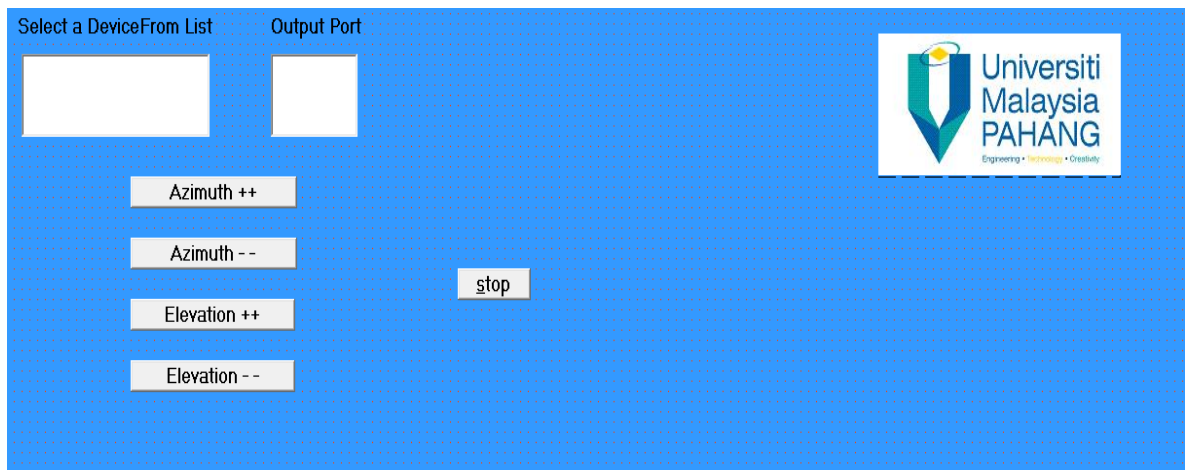 Select a DeviceFrom List
Output Port
Universiti
Malaysia
PAHANG
Engineering • Technology • Creativity
Azimuth ++
Azimuth - -
stop
Elevation ++
Elevation - -